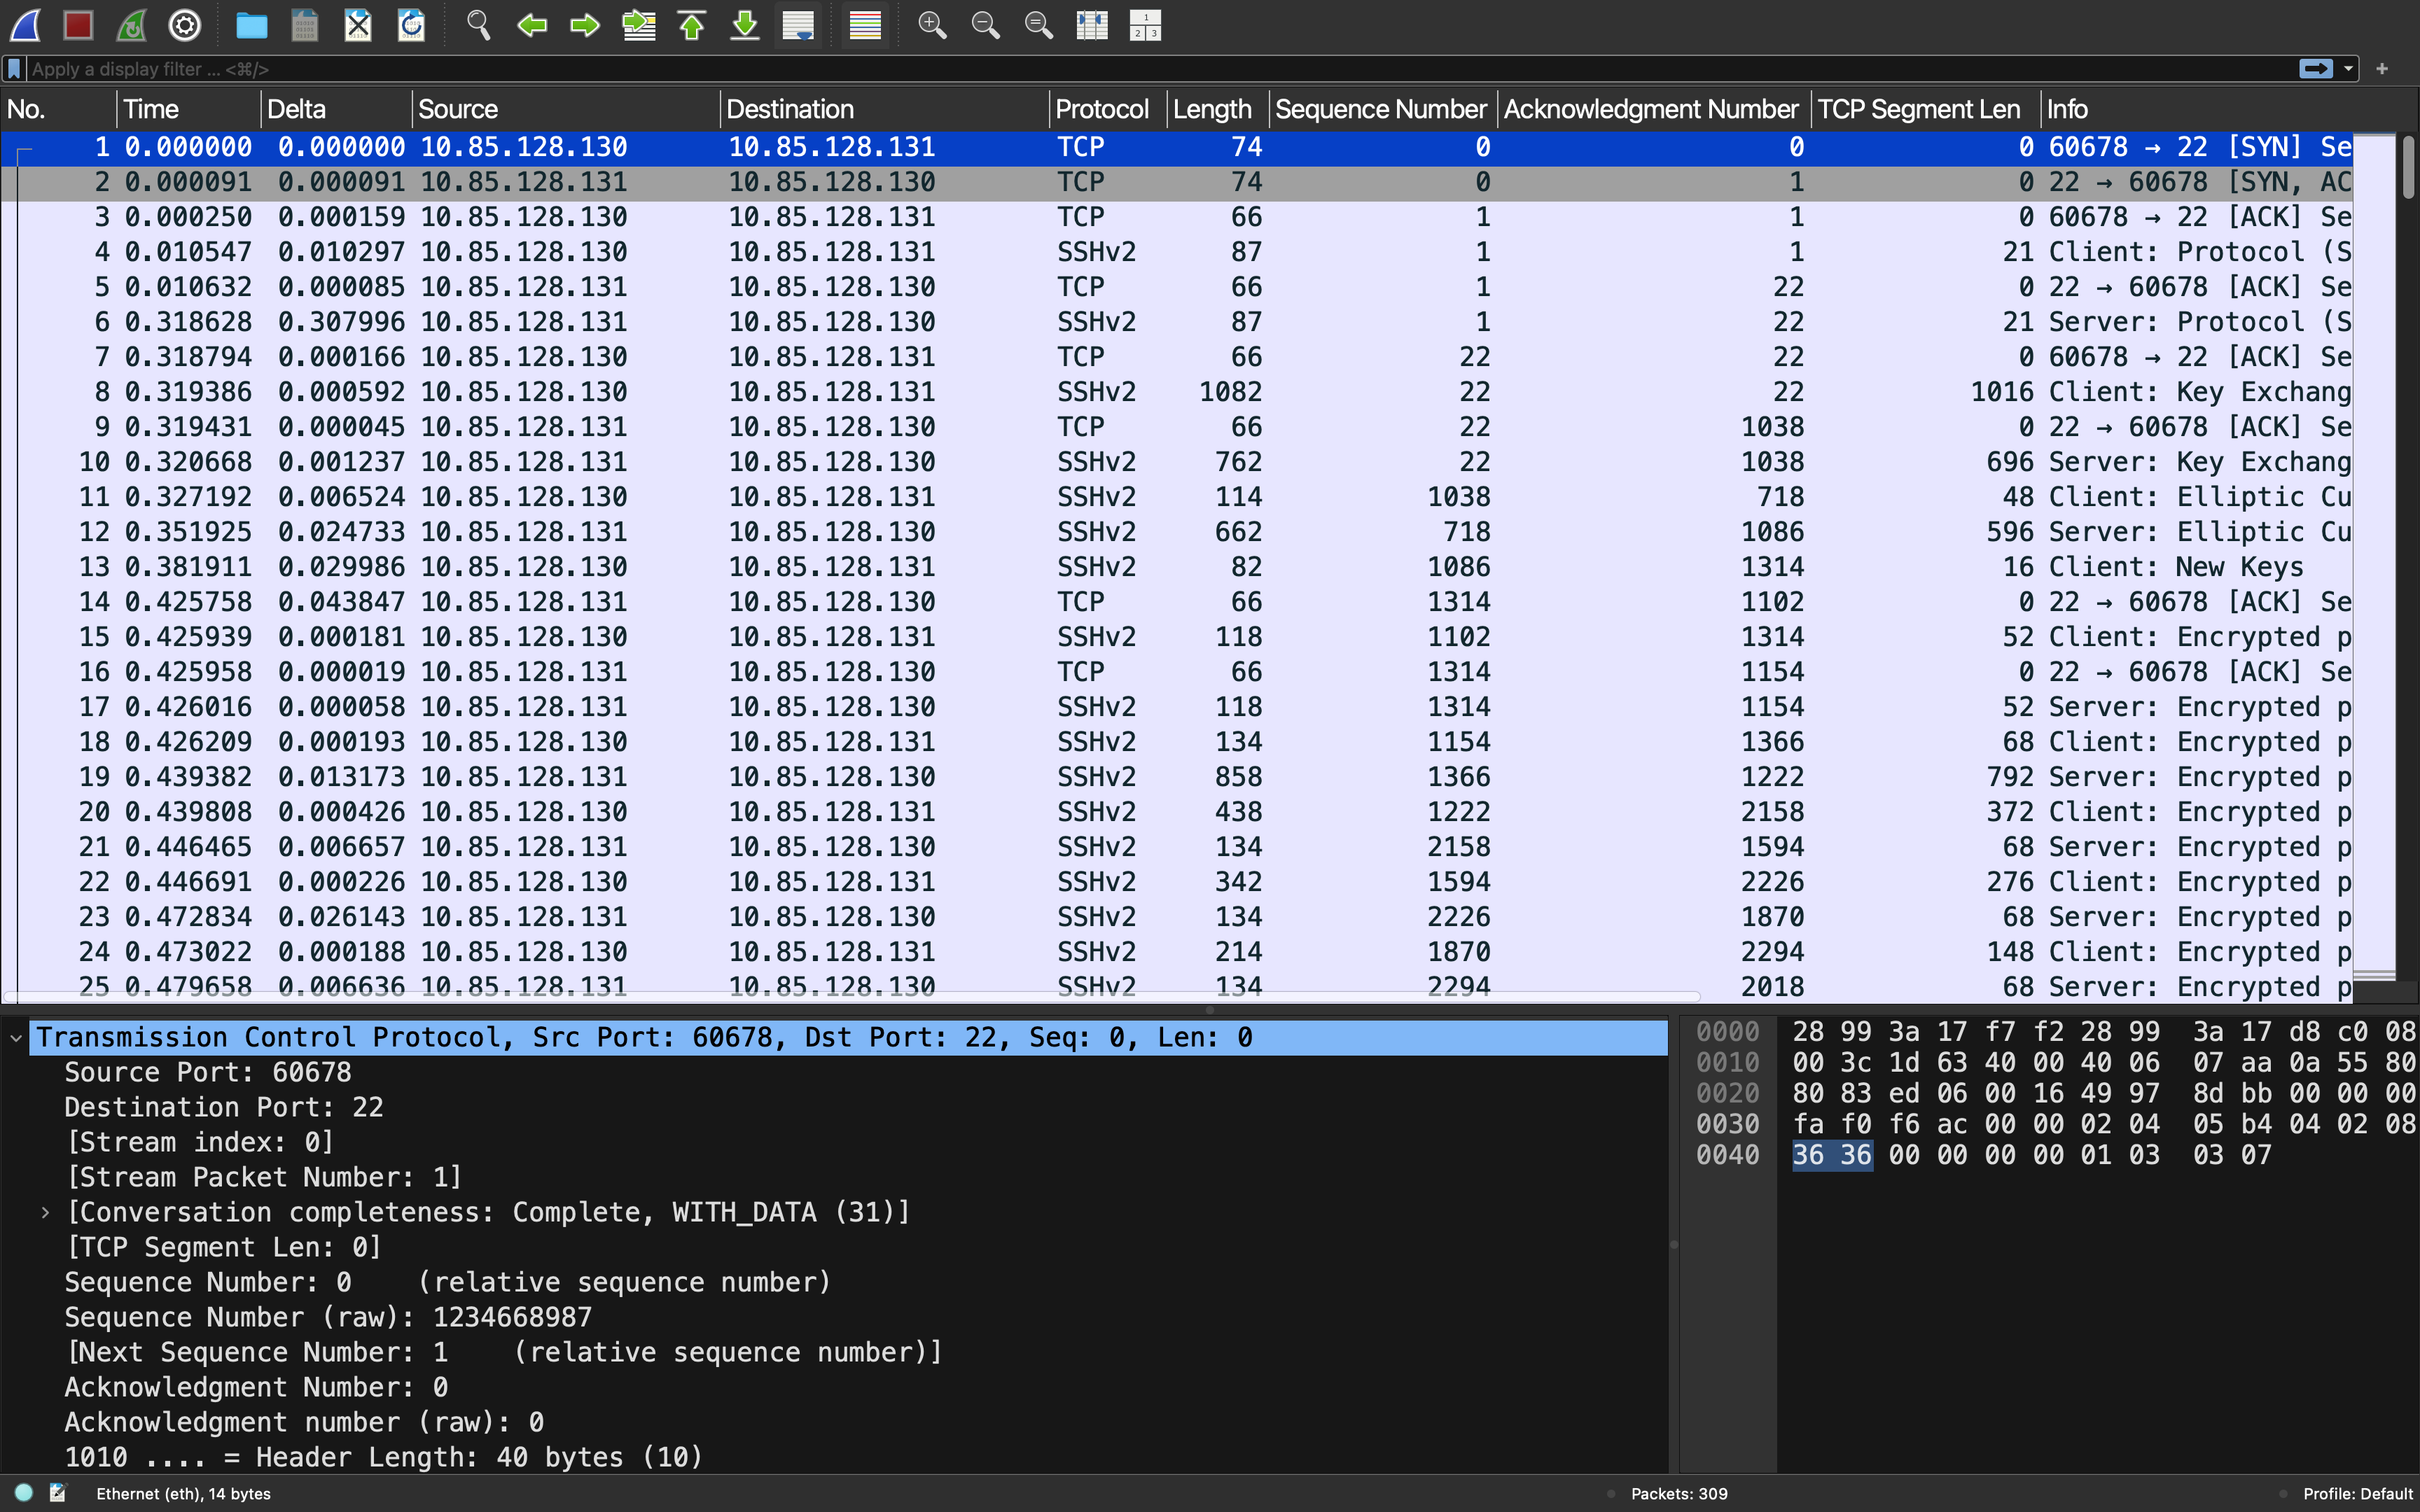 Apply a display filter ... <⌘/>
No. Time Delta Source Destination Protocol Length Sequence Number Acknowledgment Number TCP Segment Len Info
1 0.000000 0.000000 10.85.128.130 10.85.128.131 TCP 74 0 0 0 60678 → 22 [SYN] Se
2 0.000091 0.000091 10.85.128.131 10.85.128.130 TCP 74 0 1 0 22 → 60678 [SYN, AC
3 0.000250 0.000159 10.85.128.130 10.85.128.131 TCP 66 1 1 0 60678 → 22 [ACK] Se
4 0.010547 0.010297 10.85.128.130 10.85.128.131 SSHv2 87 1 1 21 Client: Protocol (S
5 0.010632 0.000085 10.85.128.131 10.85.128.130 TCP 66 1 22 0 22 → 60678 [ACK] Se
6 0.318628 0.307996 10.85.128.131 10.85.128.130 SSHv2 87 1 22 21 Server: Protocol (S
7 0.318794 0.000166 10.85.128.130 10.85.128.131 TCP 66 22 22 0 60678 → 22 [ACK] Se
8 0.319386 0.000592 10.85.128.130 10.85.128.131 SSHv2 1082 22 22 1016 Client: Key Exchang
9 0.319431 0.000045 10.85.128.131 10.85.128.130 TCP 66 22 1038 0 22 → 60678 [ACK] Se
10 0.320668 0.001237 10.85.128.131 10.85.128.130 SSHv2 762 22 1038 696 Server: Key Exchang
11 0.327192 0.006524 10.85.128.130 10.85.128.131 SSHv2 114 1038 718 48 Client: Elliptic Cu
12 0.351925 0.024733 10.85.128.131 10.85.128.130 SSHv2 662 718 1086 596 Server: Elliptic Cu
13 0.381911 0.029986 10.85.128.130 10.85.128.131 SSHv2 82 1086 1314 16 Client: New Keys
14 0.425758 0.043847 10.85.128.131 10.85.128.130 TCP 66 1314 1102 0 22 → 60678 [ACK] Se
15 0.425939 0.000181 10.85.128.130 10.85.128.131 SSHv2 118 1102 1314 52 Client: Encrypted p
16 0.425958 0.000019 10.85.128.131 10.85.128.130 TCP 66 1314 1154 0 22 → 60678 [ACK] Se
17 0.426016 0.000058 10.85.128.131 10.85.128.130 SSHv2 118 1314 1154 52 Server: Encrypted p
18 0.426209 0.000193 10.85.128.130 10.85.128.131 SSHv2 134 1154 1366 68 Client: Encrypted p
19 0.439382 0.013173 10.85.128.131 10.85.128.130 SSHv2 858 1366 1222 792 Server: Encrypted p
20 0.439808 0.000426 10.85.128.130 10.85.128.131 SSHv2 438 1222 2158 372 Client: Encrypted p
21 0.446465 0.006657 10.85.128.131 10.85.128.130 SSHv2 134 2158 1594 68 Server: Encrypted p
22 0.446691 0.000226 10.85.128.130 10.85.128.131 SSHv2 342 1594 2226 276 Client: Encrypted p
23 0.472834 0.026143 10.85.128.131 10.85.128.130 SSHv2 134 2226 1870 68 Server: Encrypted p
24 0.473022 0.000188 10.85.128.130 10.85.128.131 SSHv2 214 1870 2294 148 Client: Encrypted p
25 0.479658 0.006636 10.85.128.131 10.85.128.130 SSHv2 134 2294 2018 68 Server: Encrypted p
Transmission Control Protocol, Src Port: 60678, Dst Port: 22, Seq: 0, Len: 0
Source Port: 60678
Destination Port: 22
[Stream index: 0]
[Stream Packet Number: 1]
[Conversation completeness: Complete, WITH_DATA (31)]
[TCP Segment Len: 0]
Sequence Number: 0 (relative sequence number)
Sequence Number (raw): 1234668987
[Next Sequence Number: 1 (relative sequence number)]
Acknowledgment Number: 0
Acknowledgment number (raw): 0
1010 .... = Header Length: 40 bytes (10)
0000 28 99 3a 17 f7 f2 28 99 3a 17 d8 c0 08
0010 00 3c 1d 63 40 00 40 06 07 aa 0a 55 80
0020 80 83 ed 06 00 16 49 97 8d bb 00 00 00
0030 fa f0 f6 ac 00 00 02 04 05 b4 04 02 08
0040 36 36 00 00 00 00 01 03 03 07
Ethernet (eth), 14 bytes
Packets: 309
Profile: Default